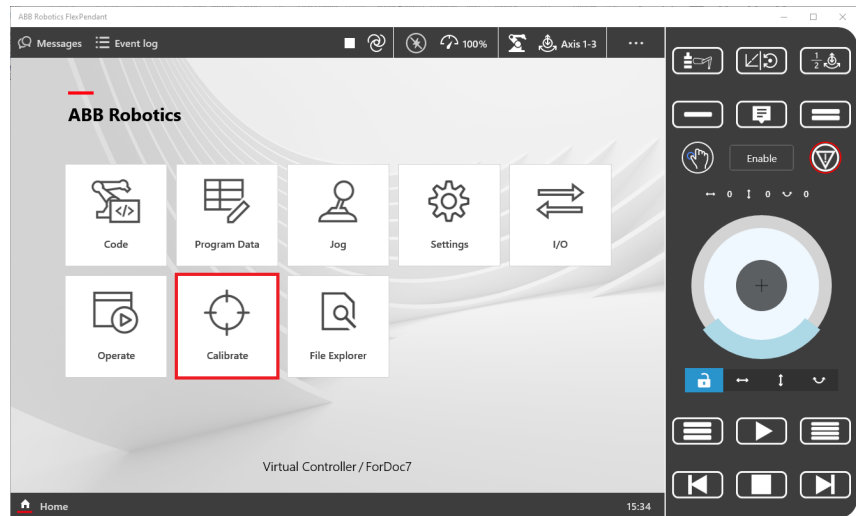 ABB Robotics FlexPendant
Messages Event log 100% Axis 1-3 ...
1
2
ABB Robotics
Enable
0 0 0
</>
Code Program Data Jog Settings I/O
Operate Calibrate File Explorer
Virtual Controller / ForDoc7
Home 15:34